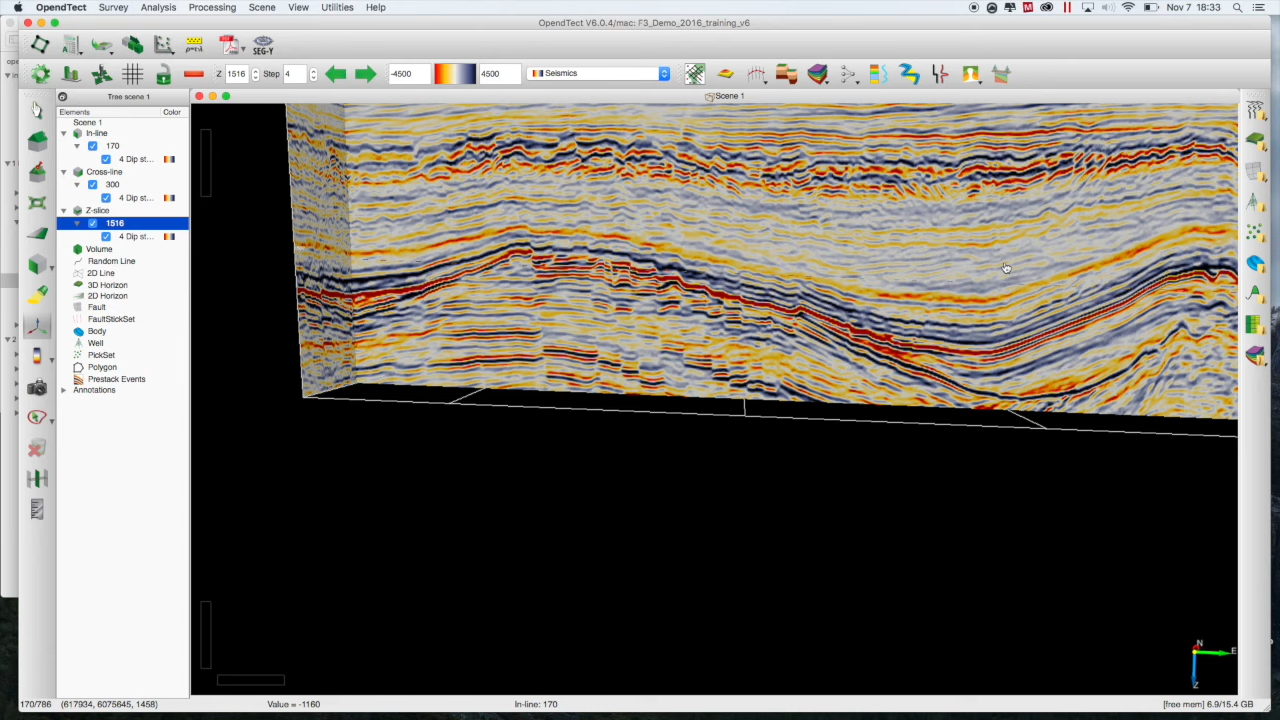 OpendTect Survey Analysis Processing Scene View Utilities Help
Nov 7 18:33
OpendTect V6.0.4/mac: F3_Demo_2016_training_v6
SEG-Y
Z 1516 Step 4 -4500 4500 Seismics
Tree scene 1
Scene 1
Elements Color
Scene 1
In-line
170
4 Dip st...
Cross-line
300
4 Dip st...
Z-slice
1516
4 Dip st...
Volume
Random Line
2D Line
3D Horizon
2D Horizon
Fault
FaultStickSet
Body
Well
PickSet
Polygon
Prestack Events
Annotations
N
E
Z
170/786 (617934, 6075645, 1458) Value = -1160 In-line: 170 [free mem] 6.9/15.4 GB